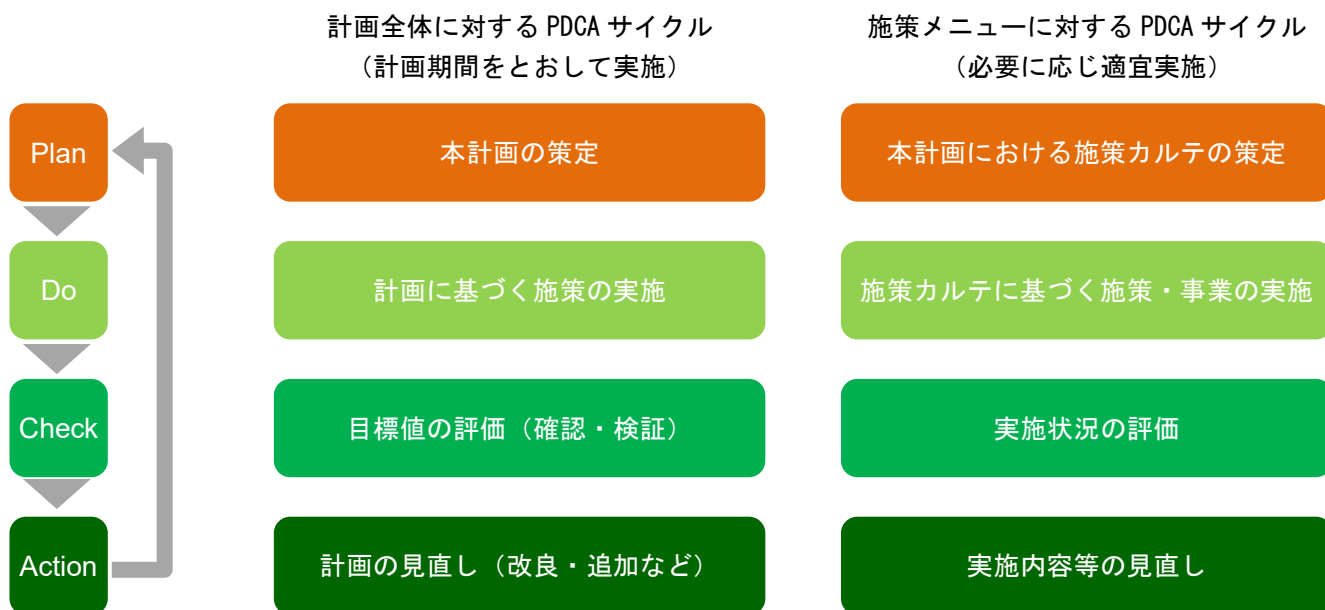 計画全体に対する PDCA サイクル
（計画期間をとおして実施）
施策メニューに対する PDCA サイクル
（必要に応じ適宜実施）
Plan
本計画の策定
本計画における施策カルテの策定
Do
計画に基づく施策の実施
施策カルテに基づく施策・事業の実施
Check
目標値の評価（確認・検証）
実施状況の評価
Action
計画の見直し（改良・追加など）
実施内容等の見直し